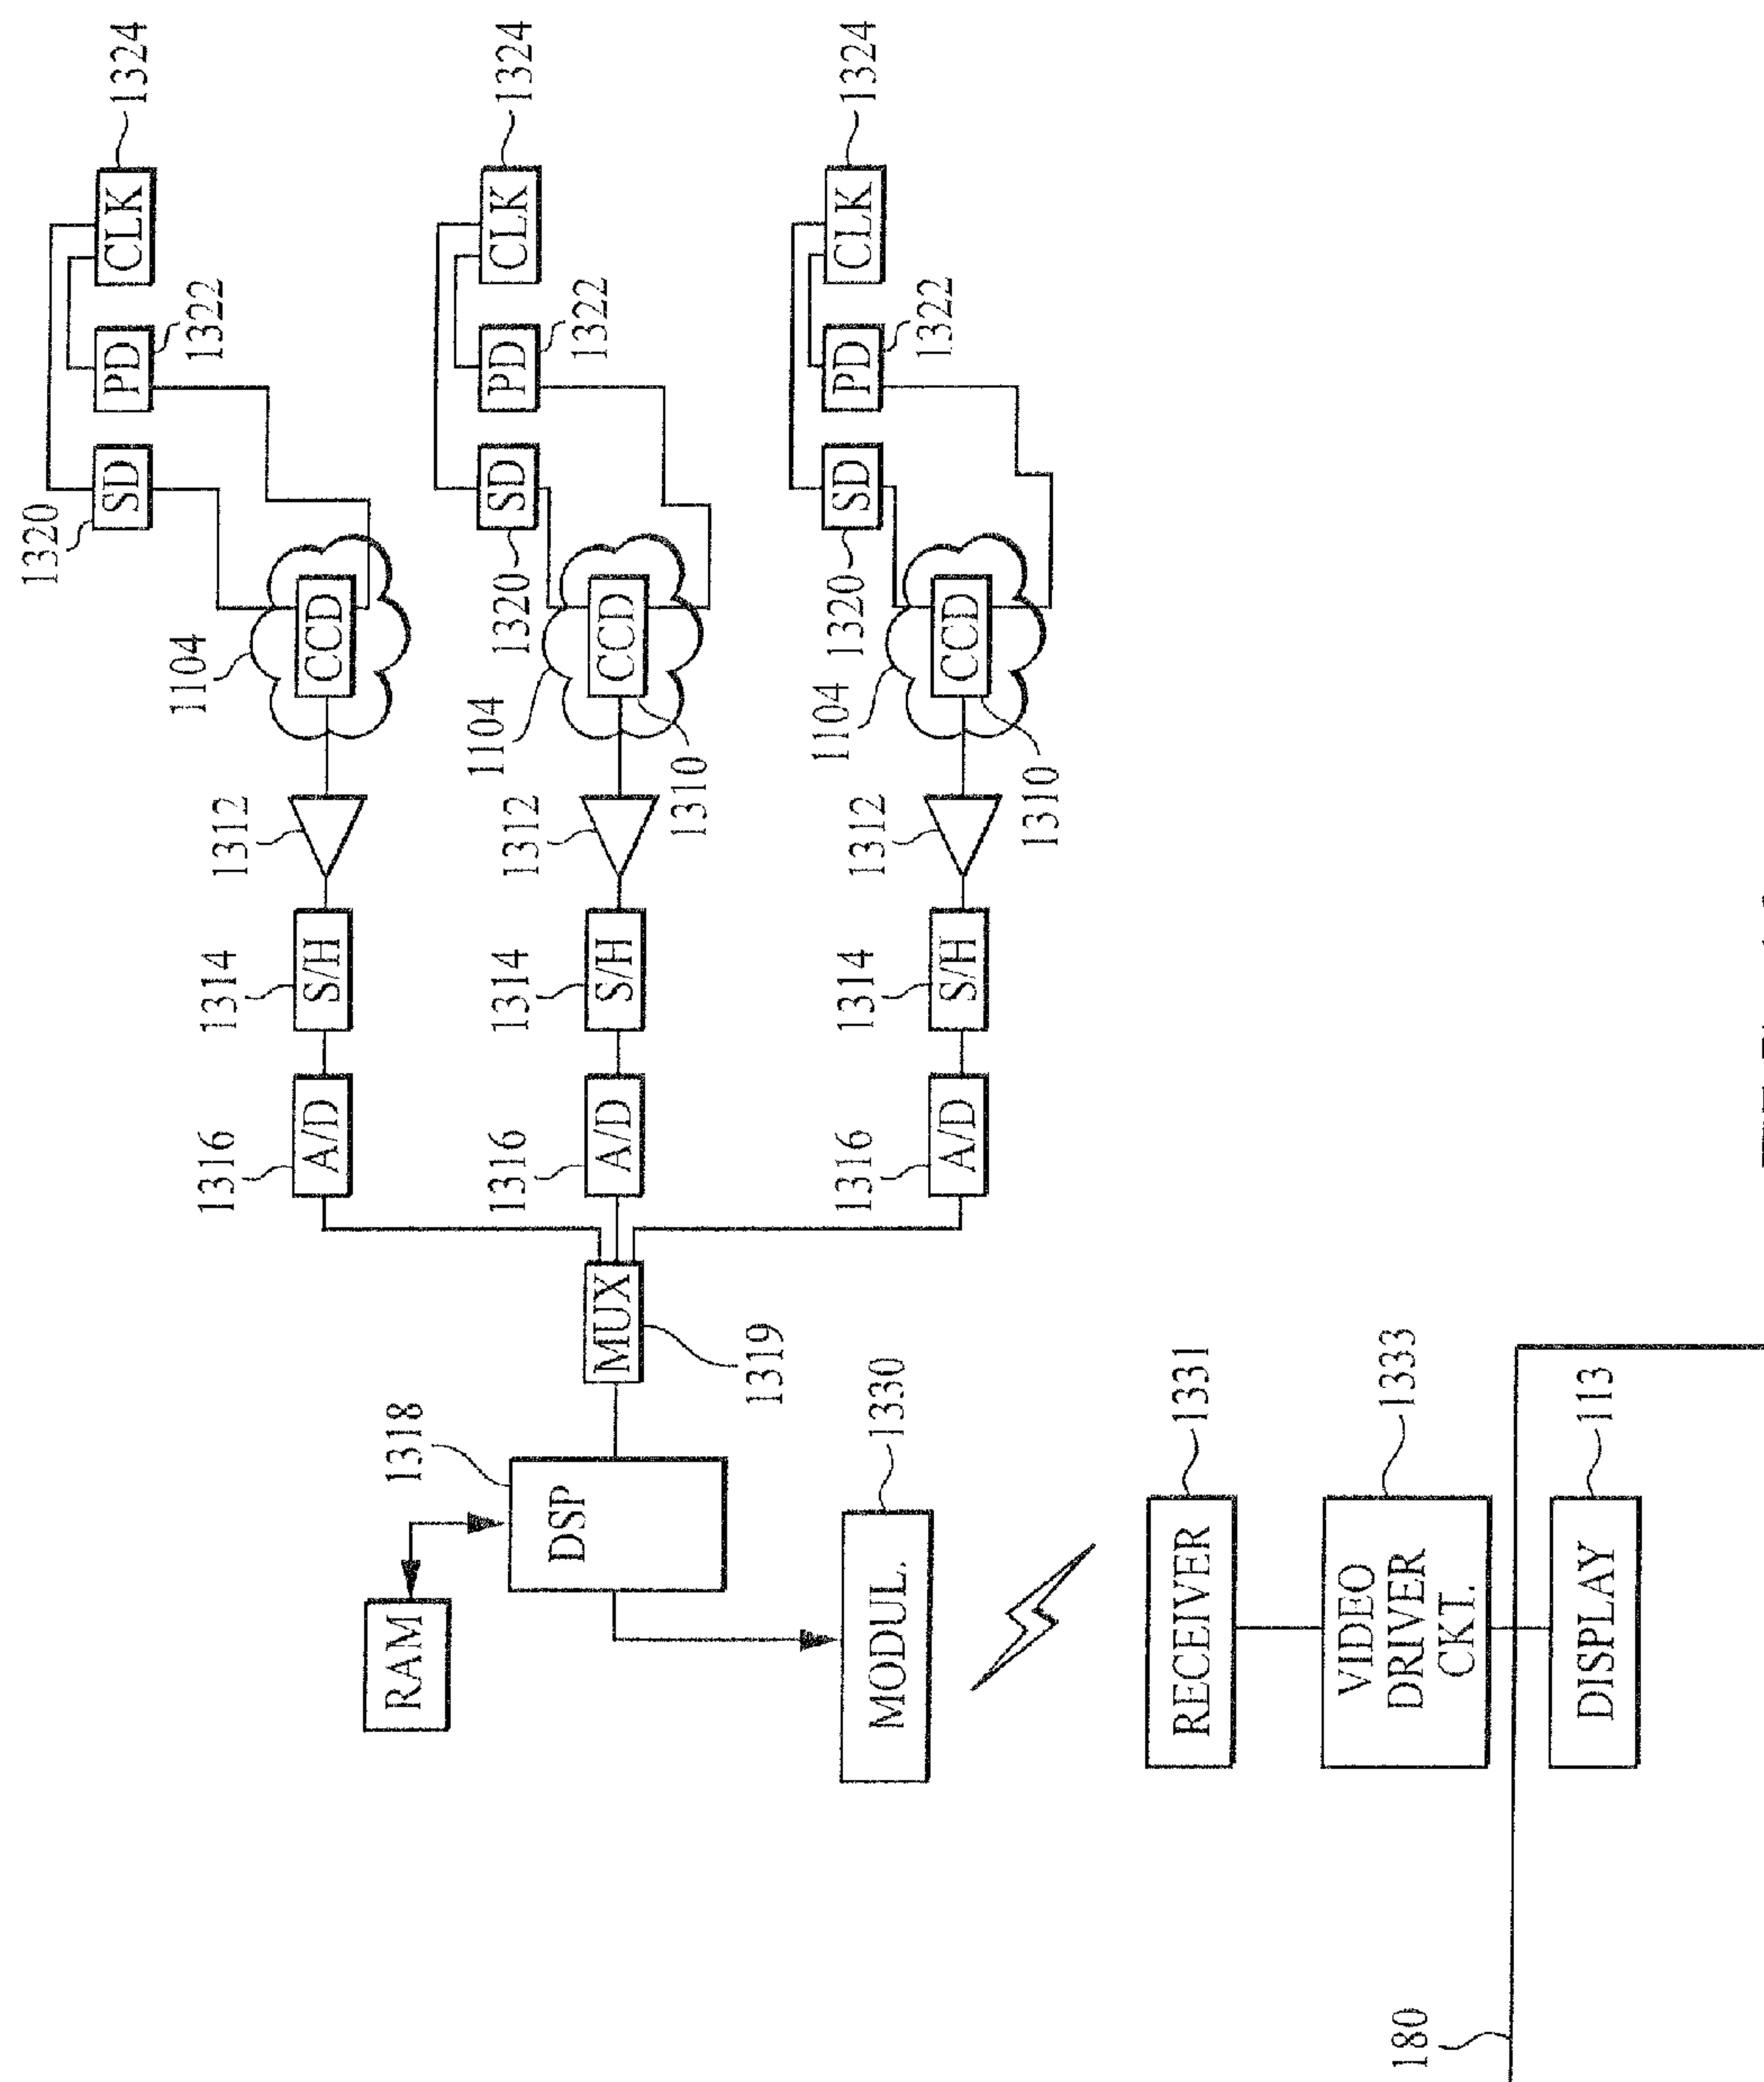 1320
SD
PD
CLK
1324
1322
1104
1316
1314
1312
A/D
S/H
CCD
RAM
1318
DSP
1316
1314
1312
1104
1320
SD
PD
CLK
1324
1322
MUX
A/D
S/H
CCD
1310
1319
1316
1314
1312
1104
1320
SD
PD
CLK
1324
1322
MODUL.
1330
A/D
S/H
CCD
1310
RECEIVER
1331
VIDEO
DRIVER
CKT.
1333
180
DISPLAY
113